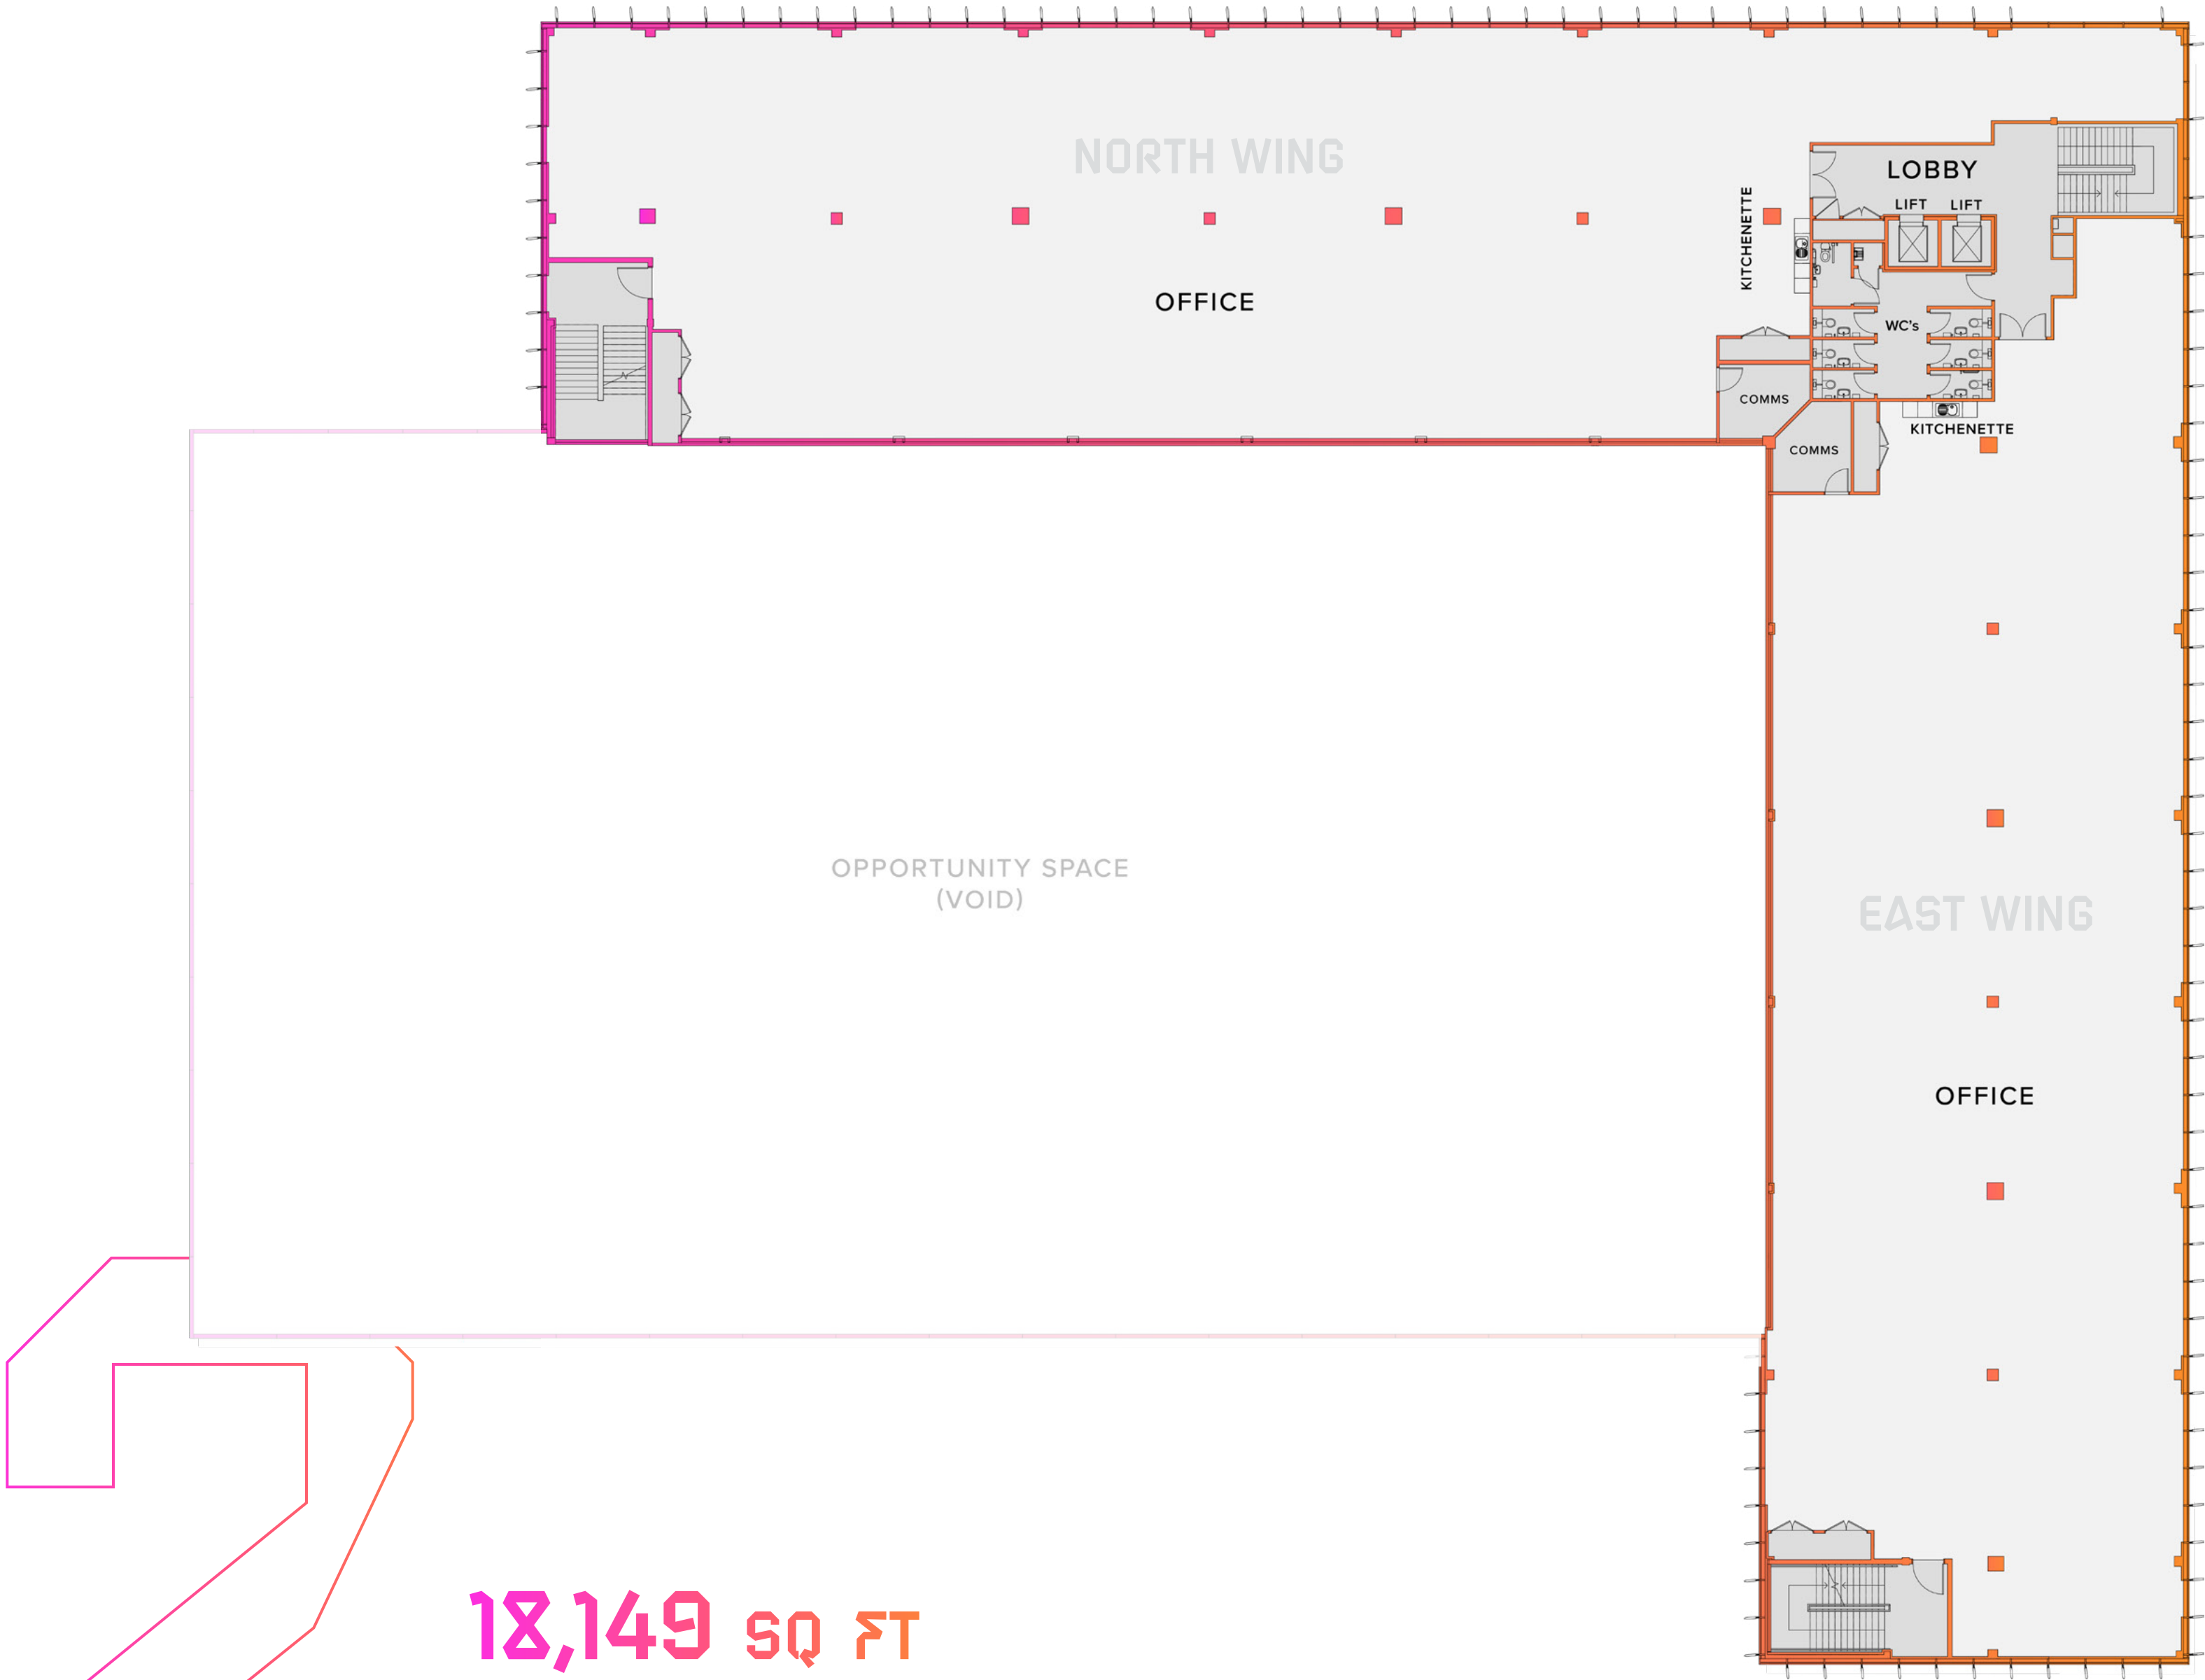 NORTH WING
LOBBY
LIFT
LIFT
KITCHENETTE
OFFICE
WC's
COMMS
KITCHENETTE
COMMS
OPPORTUNITY SPACE
(VOID)
EAST WING
OFFICE
2
18,149 SQ FT